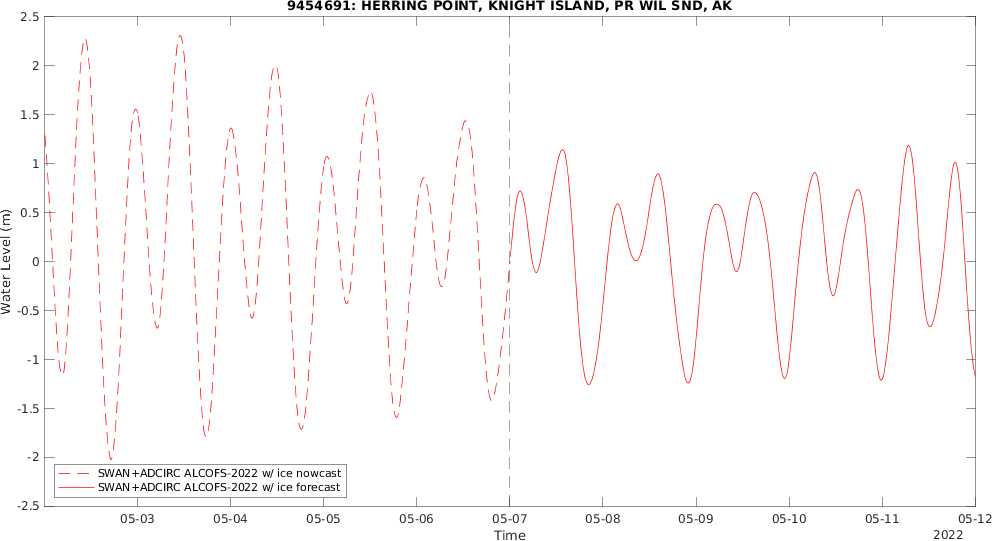 9454691: HERRING POINT, KNIGHT ISLAND, PR WIL SND, AK
2.5
2
1.5
1
0.5
0
-0.5
-1
-1.5
-2
-2.5
Water Level (m)
SWAN+ADCIRC ALCOFS-2022 w/ ice nowcast
SWAN+ADCIRC ALCOFS-2022 w/ ice forecast
05-03 05-04 05-05 05-06 05-07 05-08 05-09 05-10 05-11 05-12
Time
2022